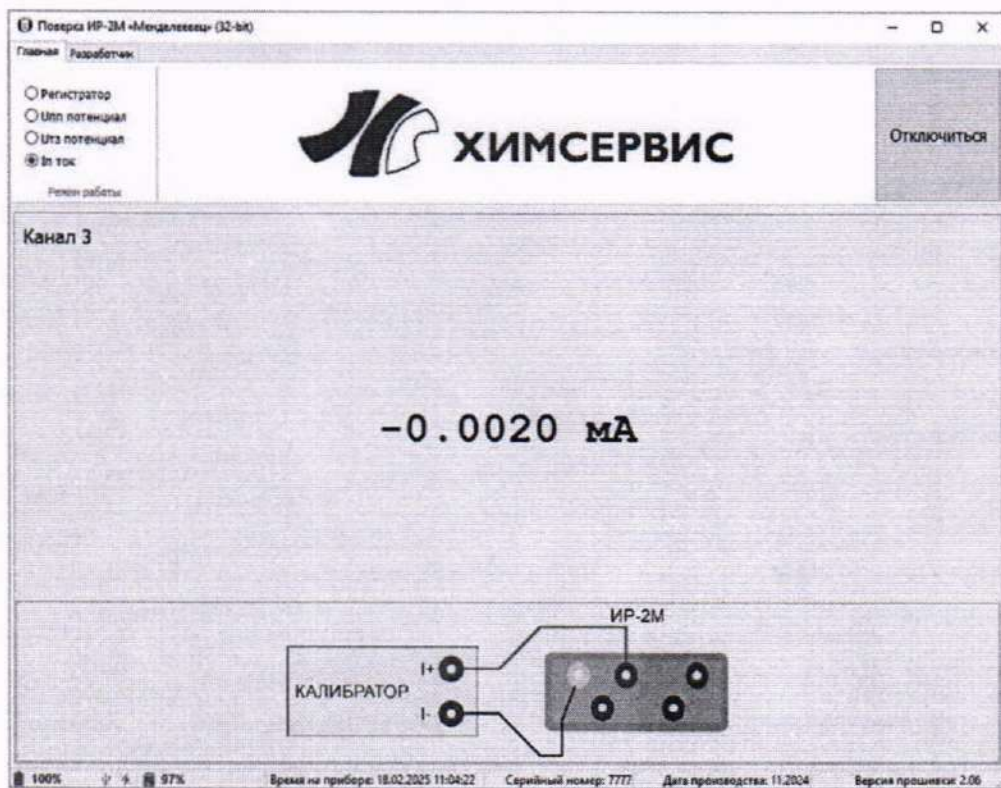 Поверка ИР-2М «Менделеевец» (32-bit)
Главная Разработчик
Регистратор
Uпп потенциал
Uтз потенциал
Iп ток
Режим работы
ХИМСЕРВИС
Отключиться
Канал 3
-0.0020 мА
ИР-2М
КАЛИБРАТОР
I+
I-
100% 97% Время на приборе: 18.02.2025 11:04:22 Серийный номер: 7777 Дата производства: 11.2024 Версия прошивки: 2.06